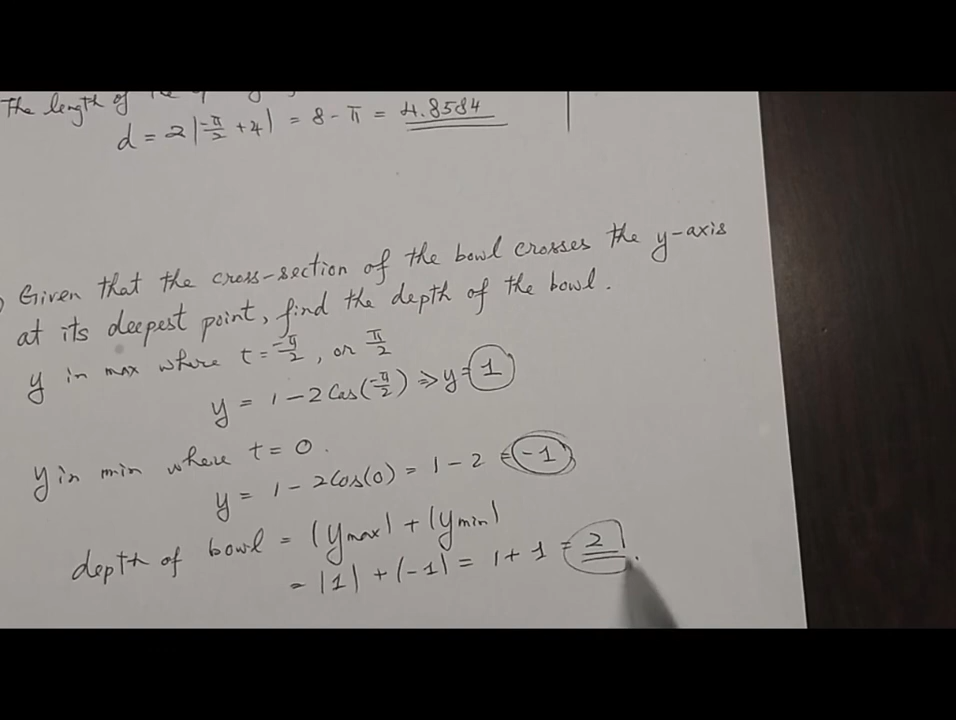 The length of the
d = 2|-π/2 + 4| = 8 - π = 4.8584
) Given that the cross-section of the bowl crosses the y-axis
at its deepest point, find the depth of the bowl.
y in max where t = -π/2, or π/2
y = 1 - 2 Cos(-π/2) ⇒ y = 1
y in min where t = 0.
y = 1 - 2Cos(0) = 1 - 2 = -1
depth of bowl = |ymax| + |ymin|
= |1| + |-1| = 1 + 1 = 2.